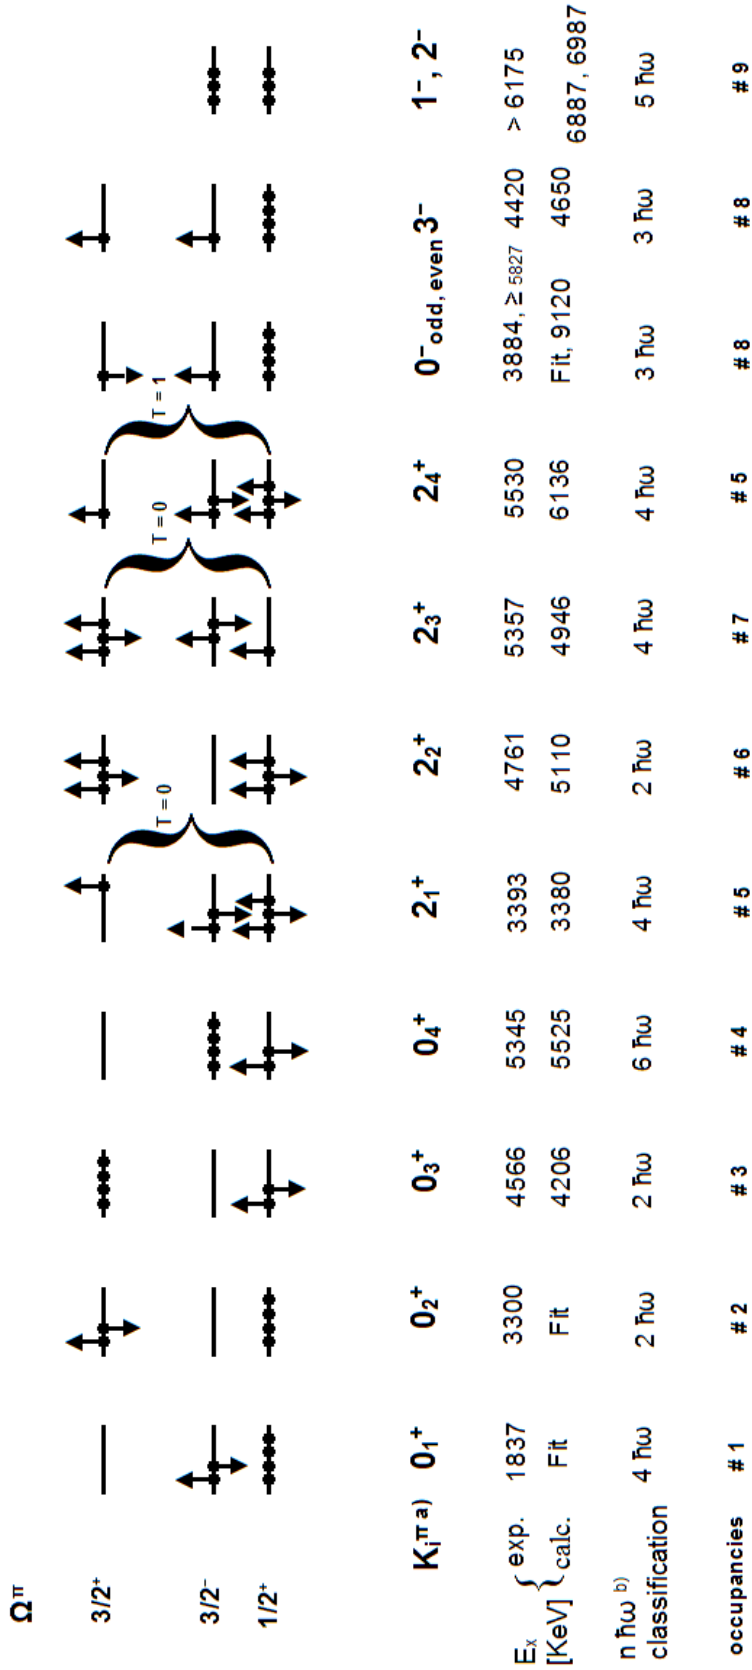 Ω^π
3/2⁺
3/2⁻
1/2⁺
T = 0
T = 0
T = 1
K_i^{π a)} 0₁⁺ 0₂⁺ 0₃⁺ 0₄⁺ 2₁⁺ 2₂⁺ 2₃⁺ 2₄⁺ 0⁻ odd, even 3⁻ 1⁻, 2⁻
Eₓ [KeV] { exp. 1837 3300 4566 5345 3393 4761 5357 5530 3884, ≥ 5827 4420 > 6175
calc. Fit Fit 4206 5525 3380 5110 4946 6136 Fit, 9120 4650 6887, 6987
n ħω b) classification 4 ħω 2 ħω 2 ħω 6 ħω 4 ħω 2 ħω 4 ħω 4 ħω 3 ħω 3 ħω 5 ħω
occupancies #1 #2 #3 #4 #5 #6 #7 #5 #8 #8 #9